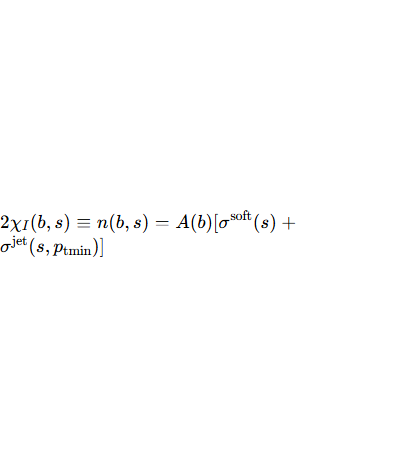 2χ_I(b, s) ≡ n(b, s) = A(b)[σ^soft(s) +
σ^jet(s, p_tmin)]